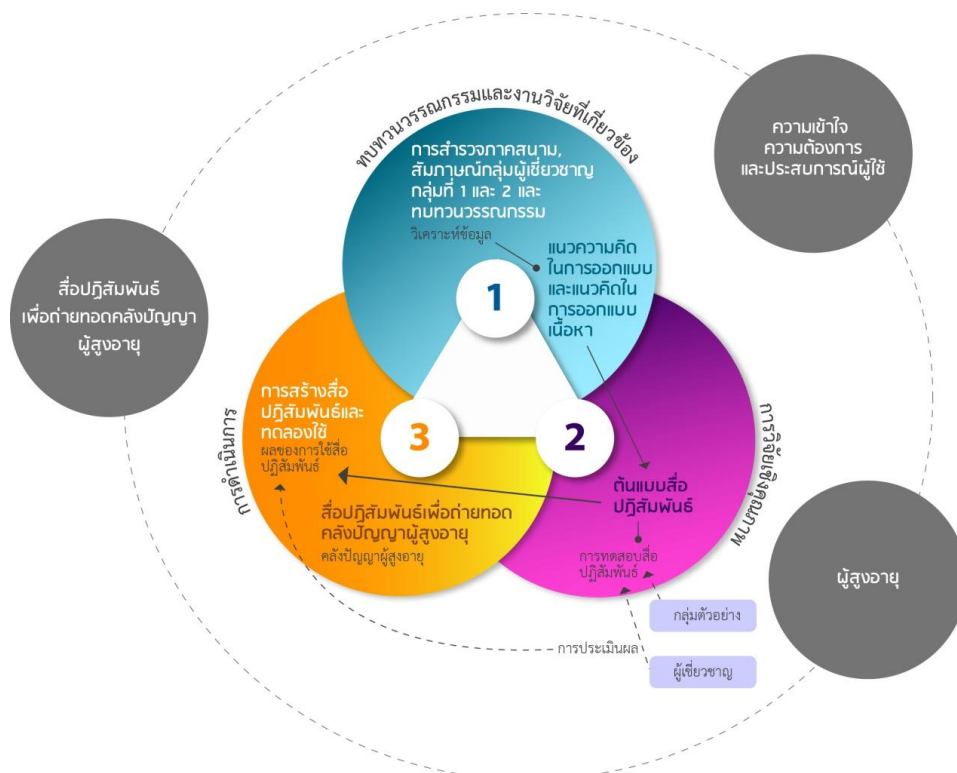 ทบทวนวรรณกรรมและงานวิจัยที่เกี่ยวข้อง
การสำรวจภาคสนาม,
สัมภาษณ์กลุ่มผู้เชี่ยวชาญ
กลุ่มที่ 1 และ 2 และ
ทบทวนวรรณกรรม
วิเคราะห์ข้อมูล
แนวความคิด
ในการออกแบบ
และแนวคิดใน
การออกแบบ
เนื้อหา
1
ความเข้าใจ
ความต้องการ
และประสบการณ์ผู้ใช้
สื่อปฏิสัมพันธ์
เพื่อถ่ายทอดคลังปัญญา
ผู้สูงอายุ
การดำเนินการ
การสร้างสื่อ
ปฏิสัมพันธ์และ
ทดลองใช้
ผลของการใช้สื่อ
ปฏิสัมพันธ์
3
สื่อปฏิสัมพันธ์เพื่อถ่ายทอด
คลังปัญญาผู้สูงอายุ
คลังปัญญาผู้สูงอายุ
2
การวิจัยเชิงคุณภาพ
ต้นแบบสื่อ
ปฏิสัมพันธ์
การทดสอบสื่อ
ปฏิสัมพันธ์
ผู้สูงอายุ
กลุ่มตัวอย่าง
การประเมินผล
ผู้เชี่ยวชาญ